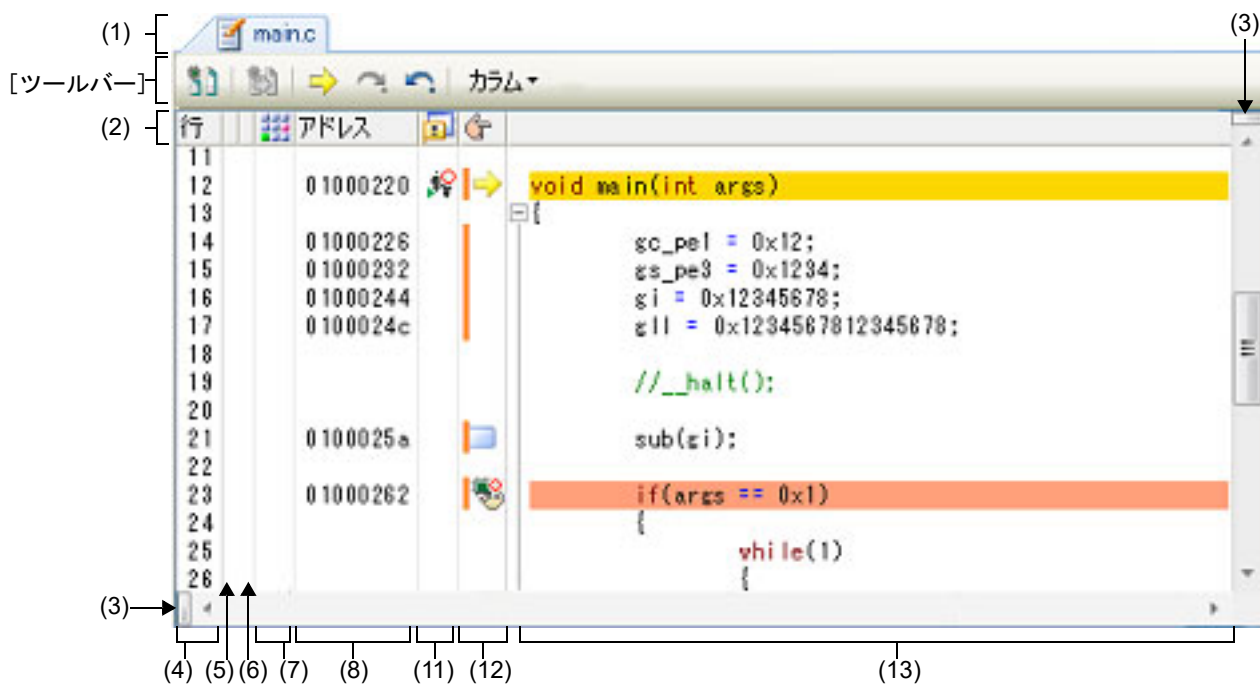 (1)
main.c
(3)
[ツールバー]
カラム
(2)
行 アドレス
11
12 01000220 void main(int args)
13 {
14 01000226 gc_pe1 = 0x12;
15 01000232 gs_pe3 = 0x1234;
16 01000244 gi = 0x12345678;
17 0100024c gll = 0x1234567812345678;
18
19 //__halt();
20
21 0100025a sub(gi);
22
23 01000262 if(args == 0x1)
24 {
25 while(1)
26 {
(3)
(4) (5) (6) (7) (8) (11) (12) (13)